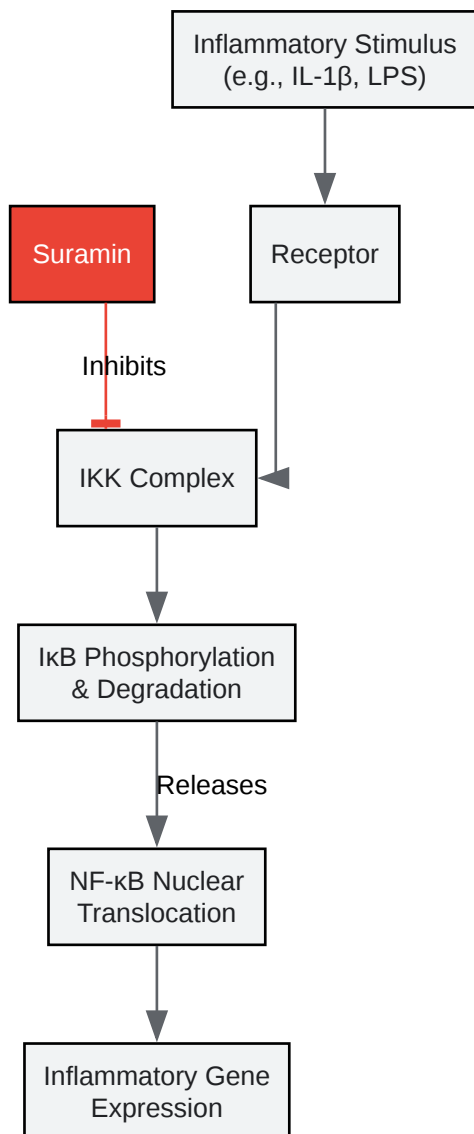 Inflammatory Stimulus
(e.g., IL-1β, LPS)
Suramin
Receptor
Inhibits
IKK Complex
IκB Phosphorylation
& Degradation
Releases
NF-κB Nuclear
Translocation
Inflammatory Gene
Expression